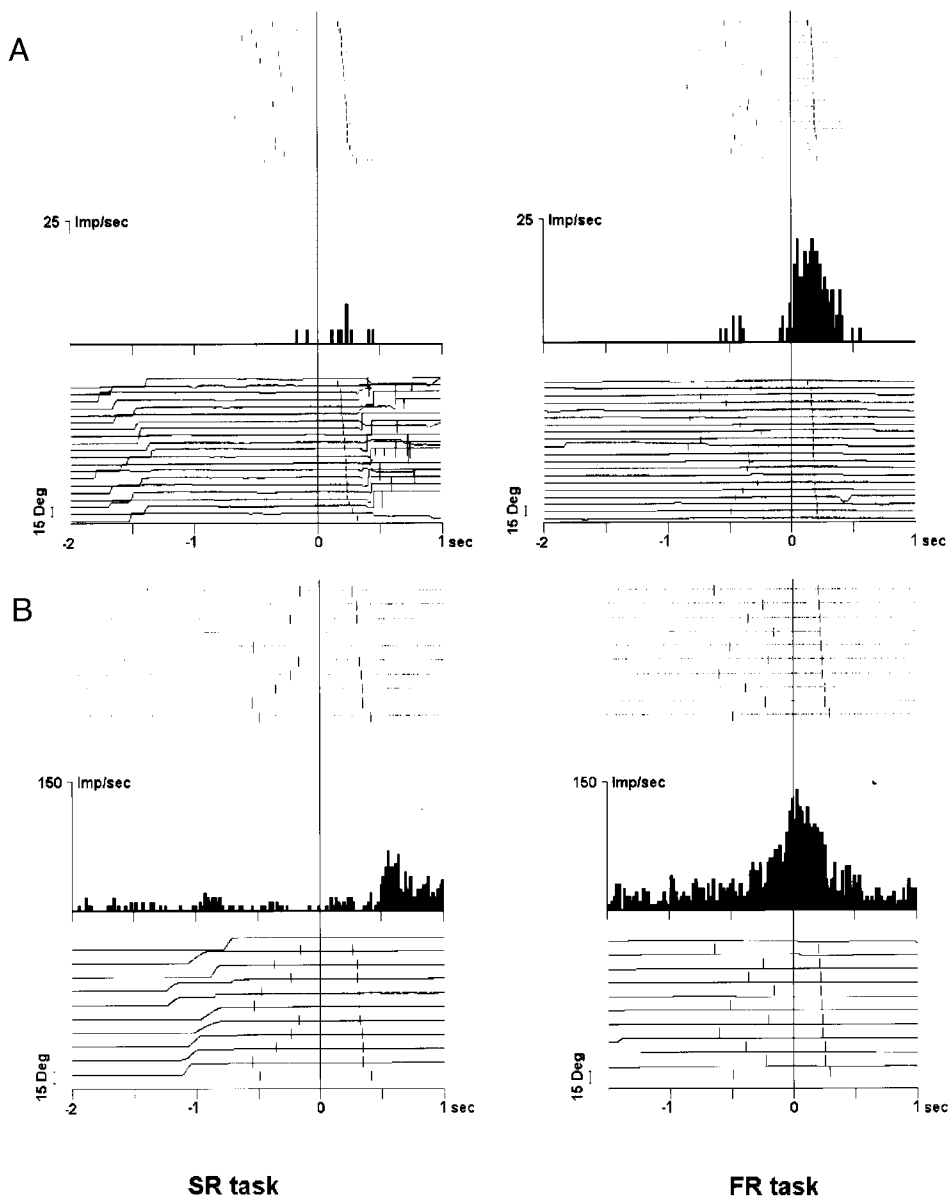 A
25 Imp/sec
25 Imp/sec
15 Deg
-2 -1 0 1 sec
15 Deg
-2 -1 0 1 sec
B
150 Imp/sec
150 Imp/sec
15 Deg
-2 -1 0 1 sec
15 Deg
-1 0 1 sec
SR task
FR task